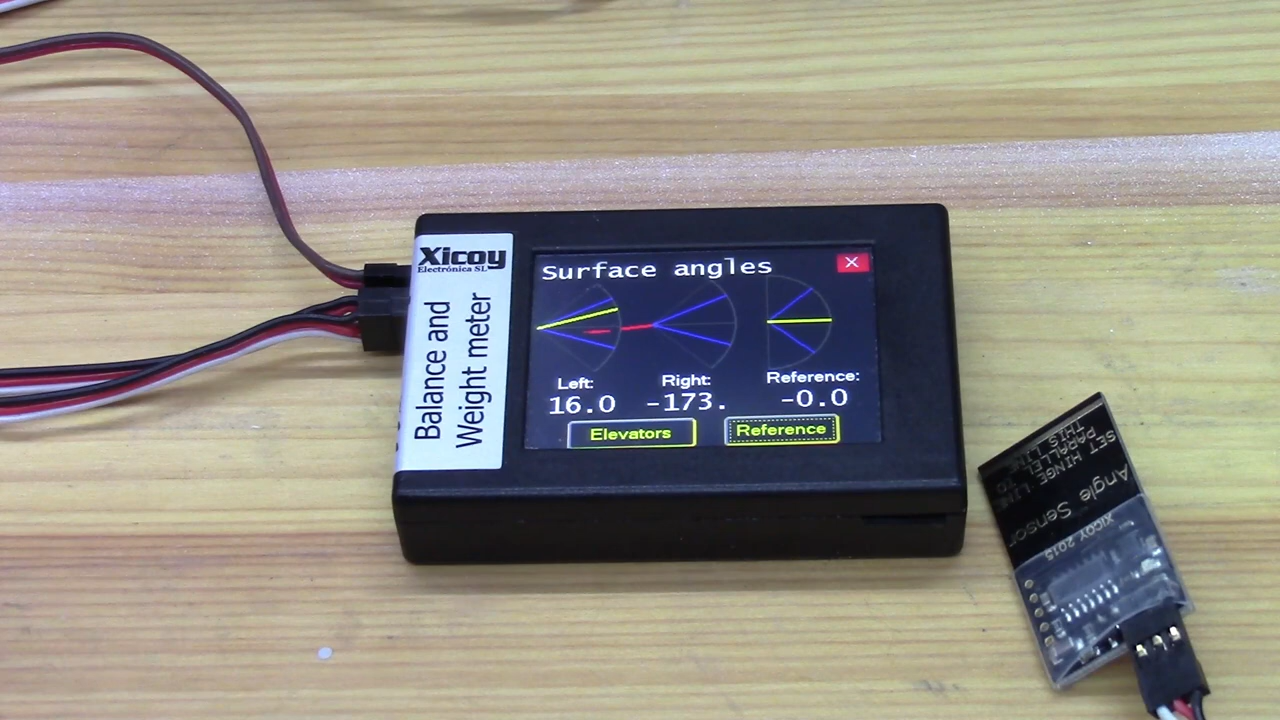 Xicoy
Electrónica SL
Balance and
Weight meter
Surface angles
X
Left:
Right:
Reference:
16.0
-173.
-0.0
Elevators
Reference
SET HINGE LINE
PARALLEL TO
THIS LINE
Angle Sensor
XICOY 2015